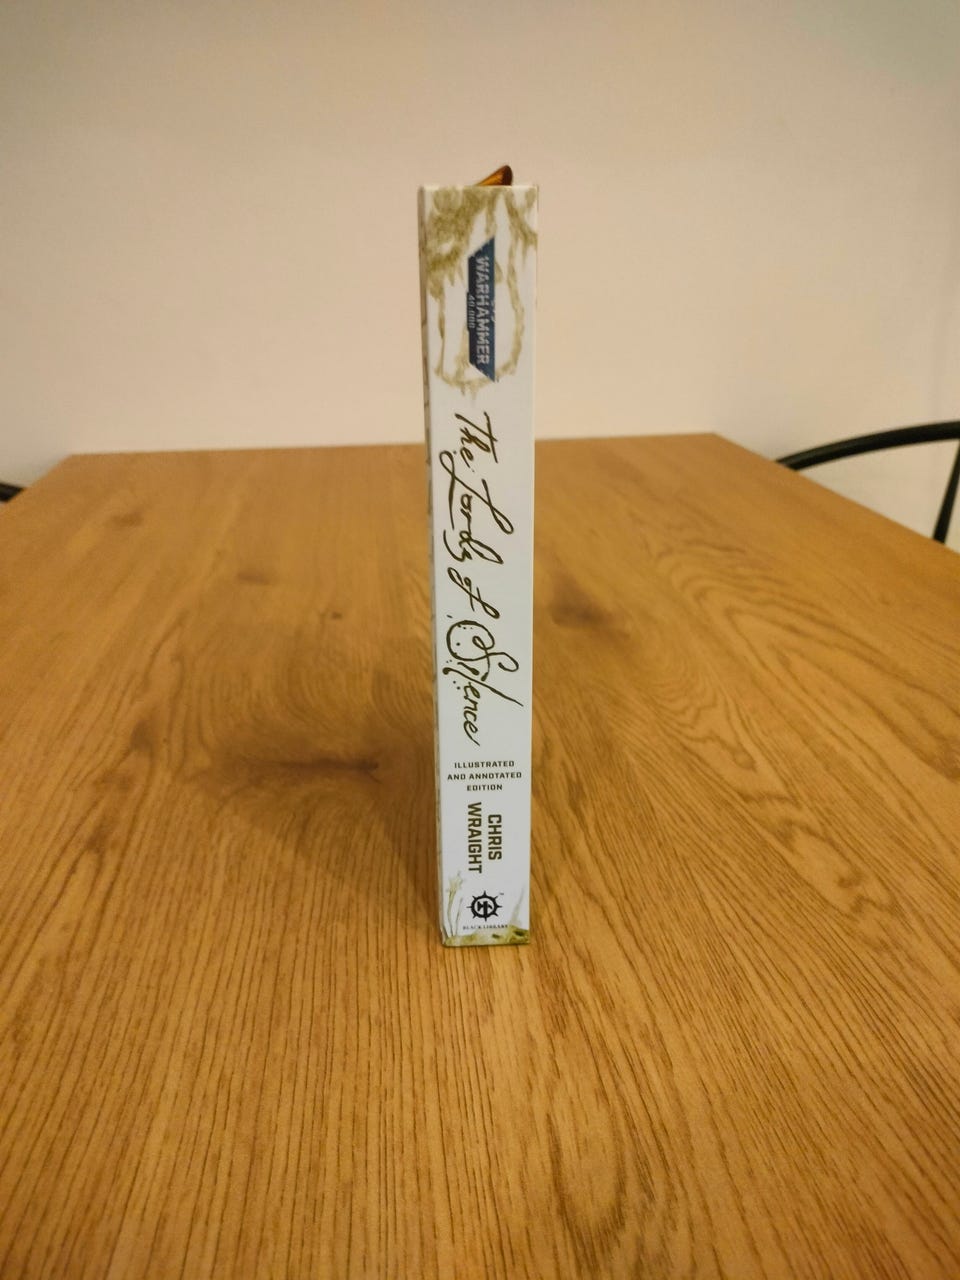 WARHAMMER
40,000
The Lords of Silence
ILLUSTRATED
AND ANNOTATED
EDITION
CHRIS
WRAIGHT
BLACK LIBRARY